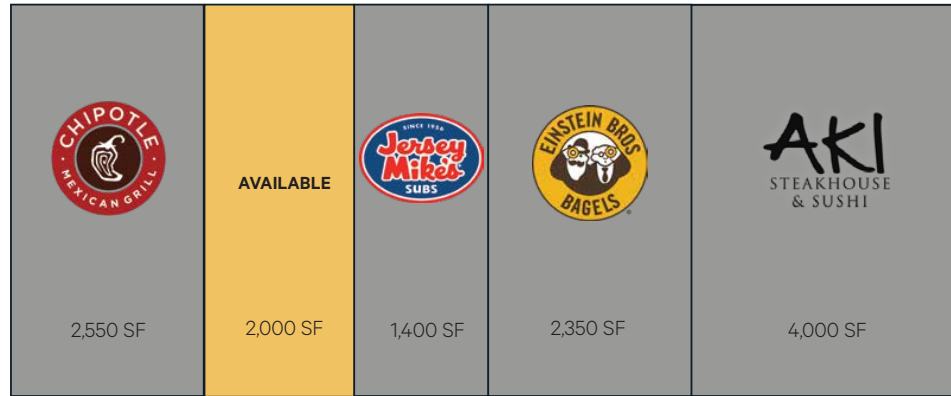 CHIPOTLE
MEXICAN GRILL
2,550 SF
AVAILABLE
2,000 SF
SINCE 1956
Jersey
Mike's
SUBS
1,400 SF
EINSTEIN BROS
BAGELS
2,350 SF
AKI
STEAKHOUSE
& SUSHI
4,000 SF